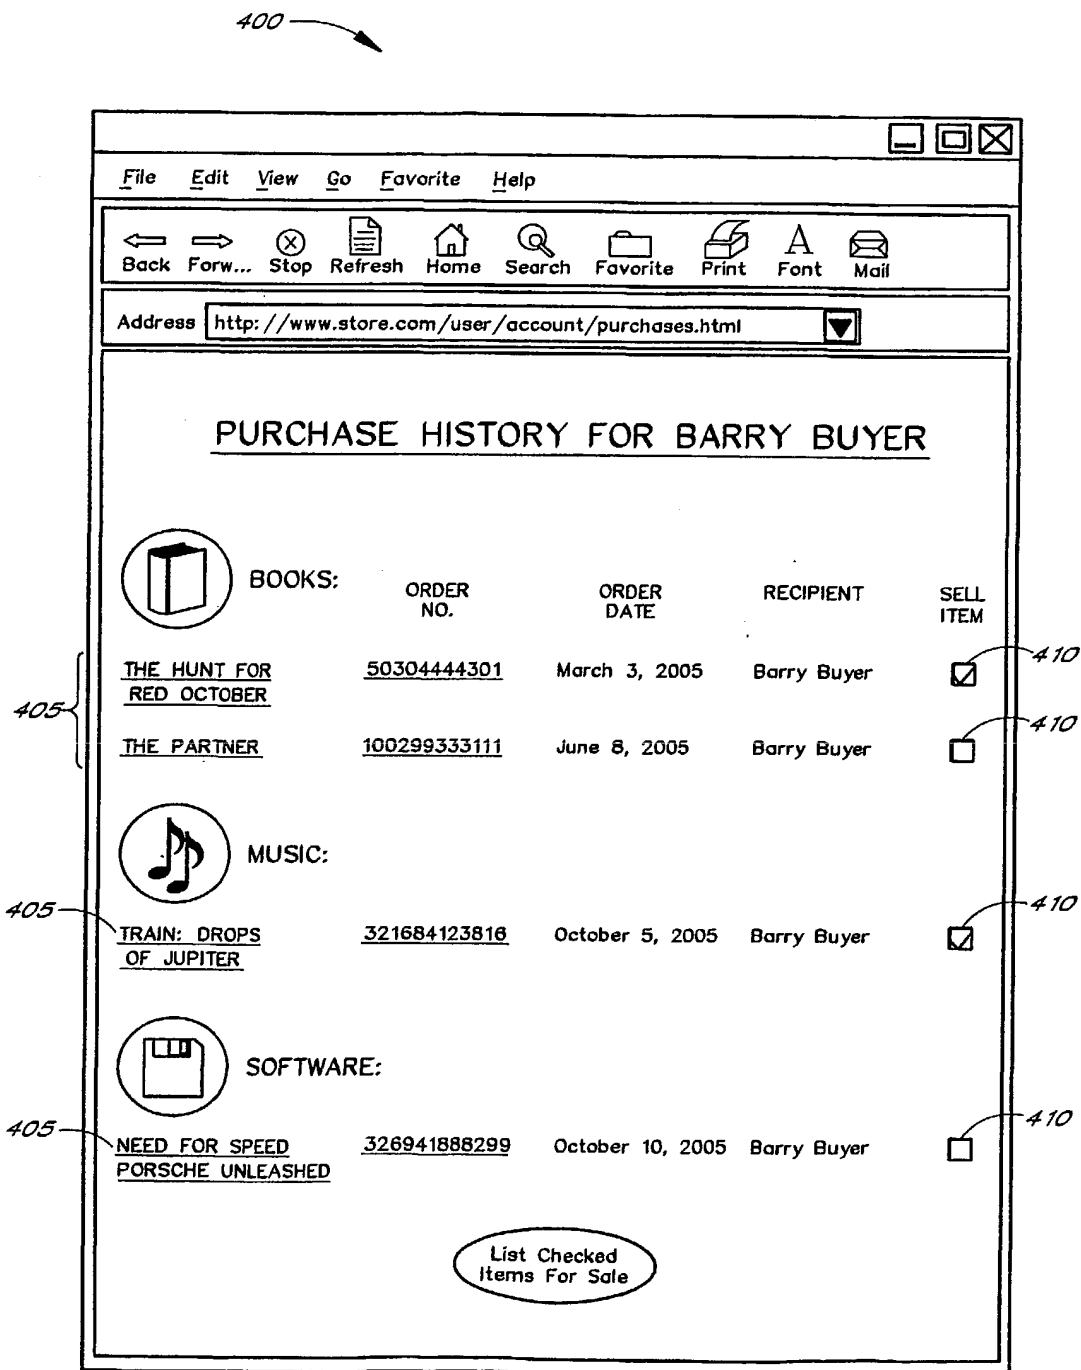 400
File Edit View Go Favorite Help
Back Forw... Stop Refresh Home Search Favorite Print Font Mail
Address http://www.store.com/user/account/purchases.html
PURCHASE HISTORY FOR BARRY BUYER
BOOKS: ORDER RECIPIENT SELL
NO. ORDER DATE ITEM
THE HUNT FOR 50304444301 March 3, 2005 Barry Buyer 410
RED OCTOBER
405
410
THE PARTNER 100299333111 June 8, 2005 Barry Buyer
MUSIC:
405 410
TRAIN: DROPS 321684123816 October 5, 2005 Barry Buyer
OF JUPITER
SOFTWARE:
405 410
NEED FOR SPEED 326941888299 October 10, 2005 Barry Buyer
PORSCHE UNLEASHED
List Checked
Items For Sale